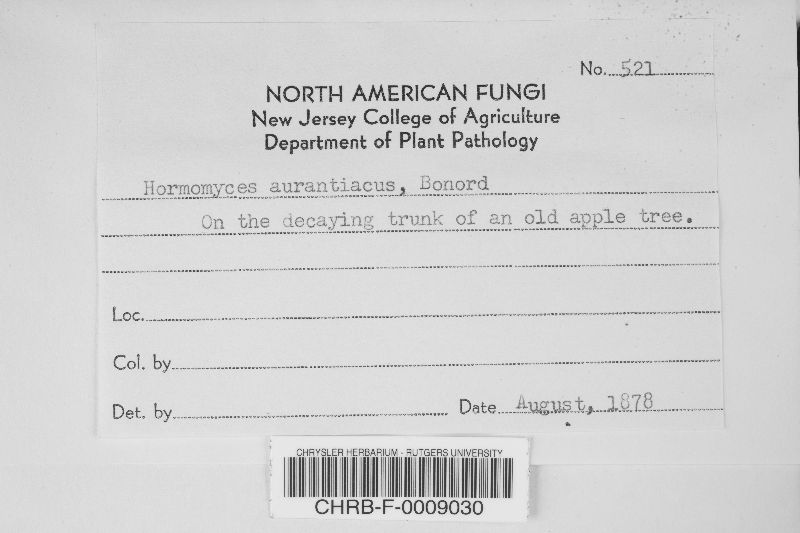 No. 521
NORTH AMERICAN FUNGI
New Jersey College of Agriculture
Department of Plant Pathology
Hormomyces aurantiacus, Bonord
On the decaying trunk of an old apple tree.
Loc.
Col. by
Det. by Date August, 1878
CHRYSLER HERBARIUM - RUTGERS UNIVERSITY
CHRB-F-0009030